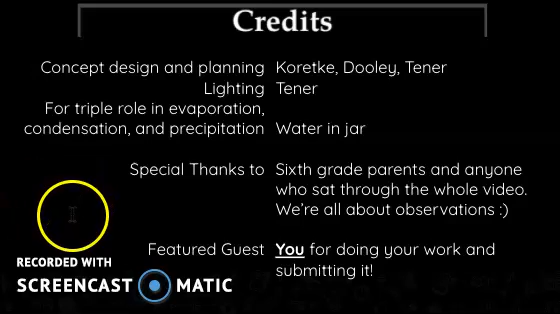 Credits
Concept design and planning Koretke, Dooley, Tener
Lighting Tener
For triple role in evaporation,
condensation, and precipitation Water in jar
Special Thanks to Sixth grade parents and anyone
who sat through the whole video.
We're all about observations :)
Featured Guest You for doing your work and
submitting it!
RECORDED WITH
SCREENCAST MATIC